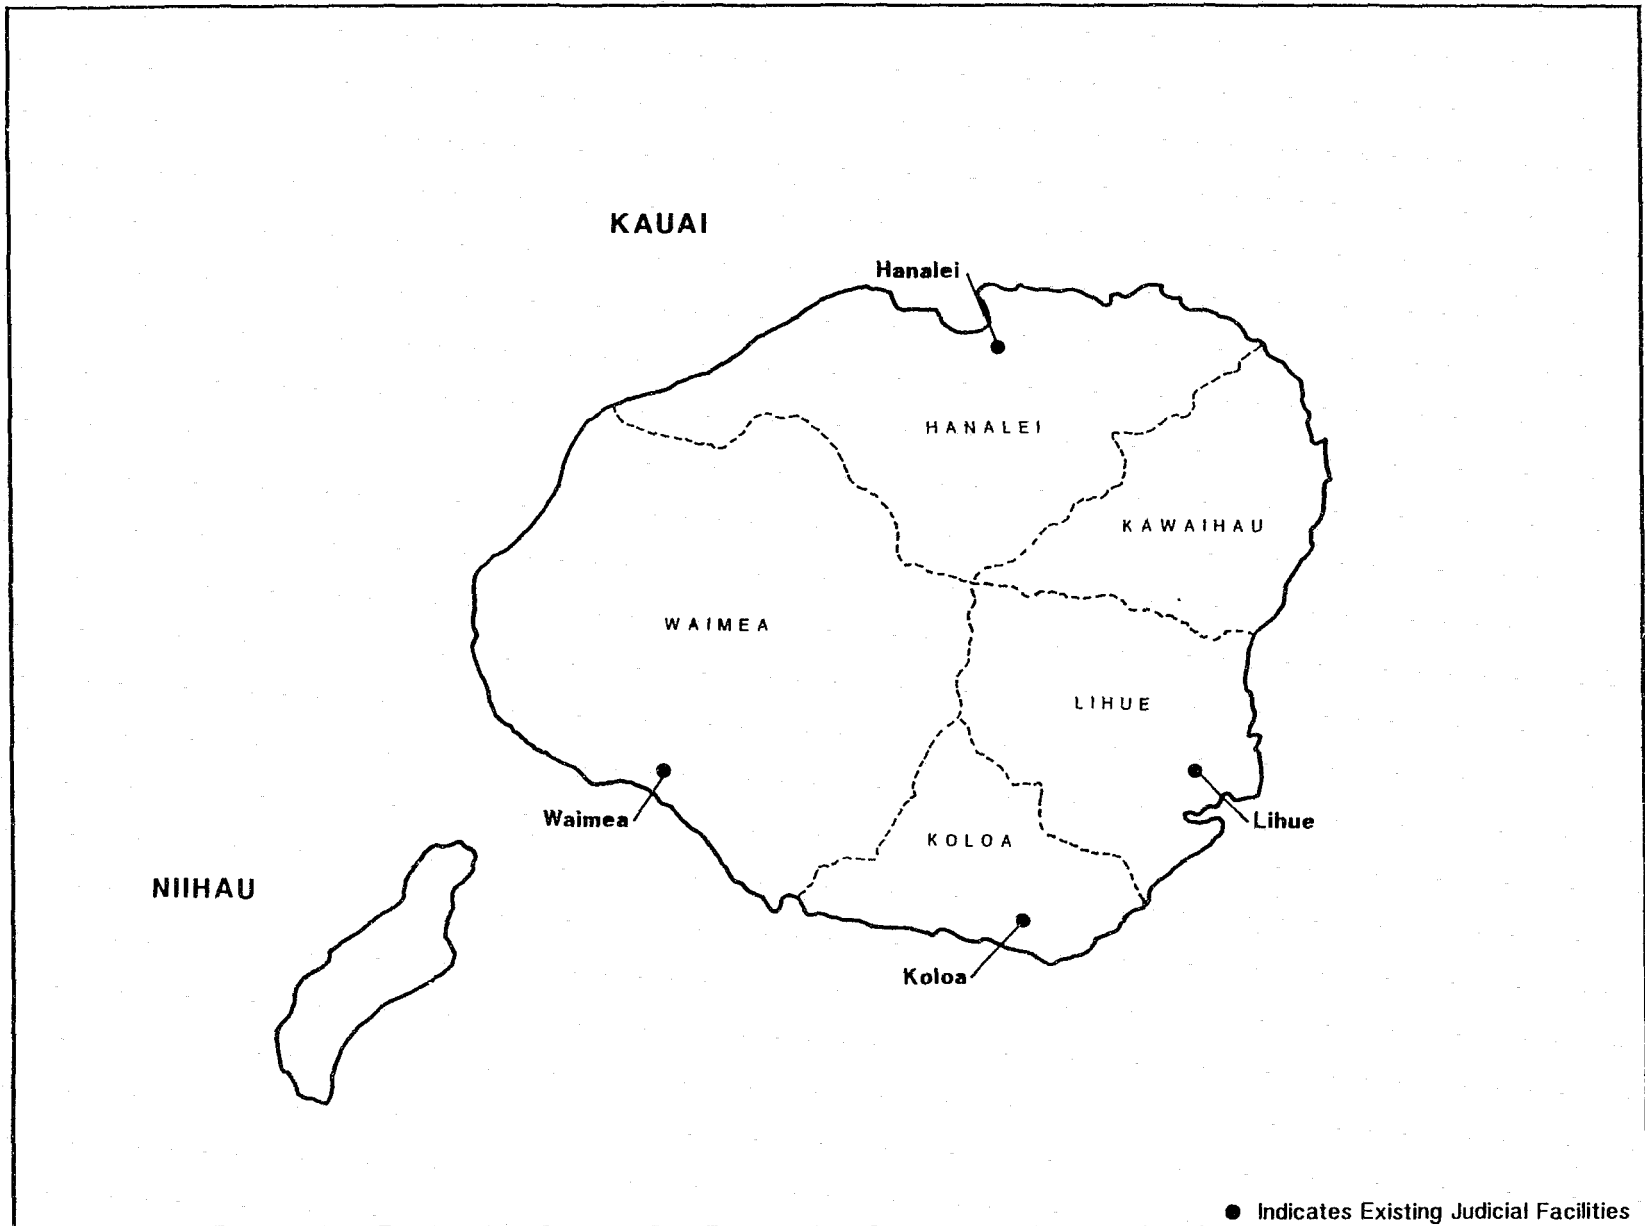 KAUAI
Hanalei
HANALEI
KAWAIHAU
WAIMEA
LIHUE
Waimea
Lihue
KOLOA
NIIHAU
Koloa
● Indicates Existing Judicial Facilities